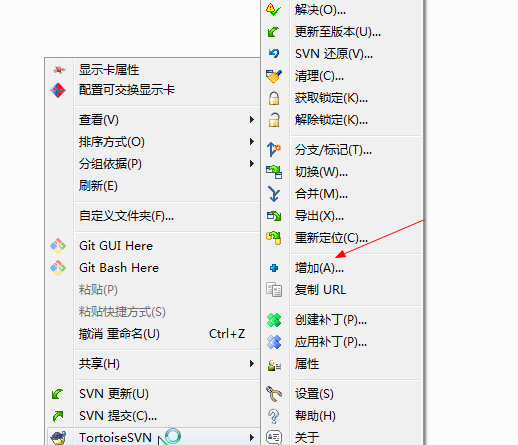 显示卡属性
配置可交换显示卡
查看(V)
排序方式(O)
分组依据(P)
刷新(E)
自定义文件夹(F)...
Git GUI Here
Git Bash Here
粘贴(P)
粘贴快捷方式(S)
撤消 重命名(U) Ctrl+Z
共享(H)
SVN 更新(U)
SVN 提交(C)...
TortoiseSVN
解决(O)...
更新至版本(U)...
SVN 还原(V)...
清理(C)...
获取锁定(K)...
解除锁定(K)...
分支/标记(T)...
切换(W)...
合并(M)...
导出(X)...
重新定位(C)...
增加(A)...
复制 URL
创建补丁(P)...
应用补丁(P)...
属性
设置(S)
帮助(H)
关于